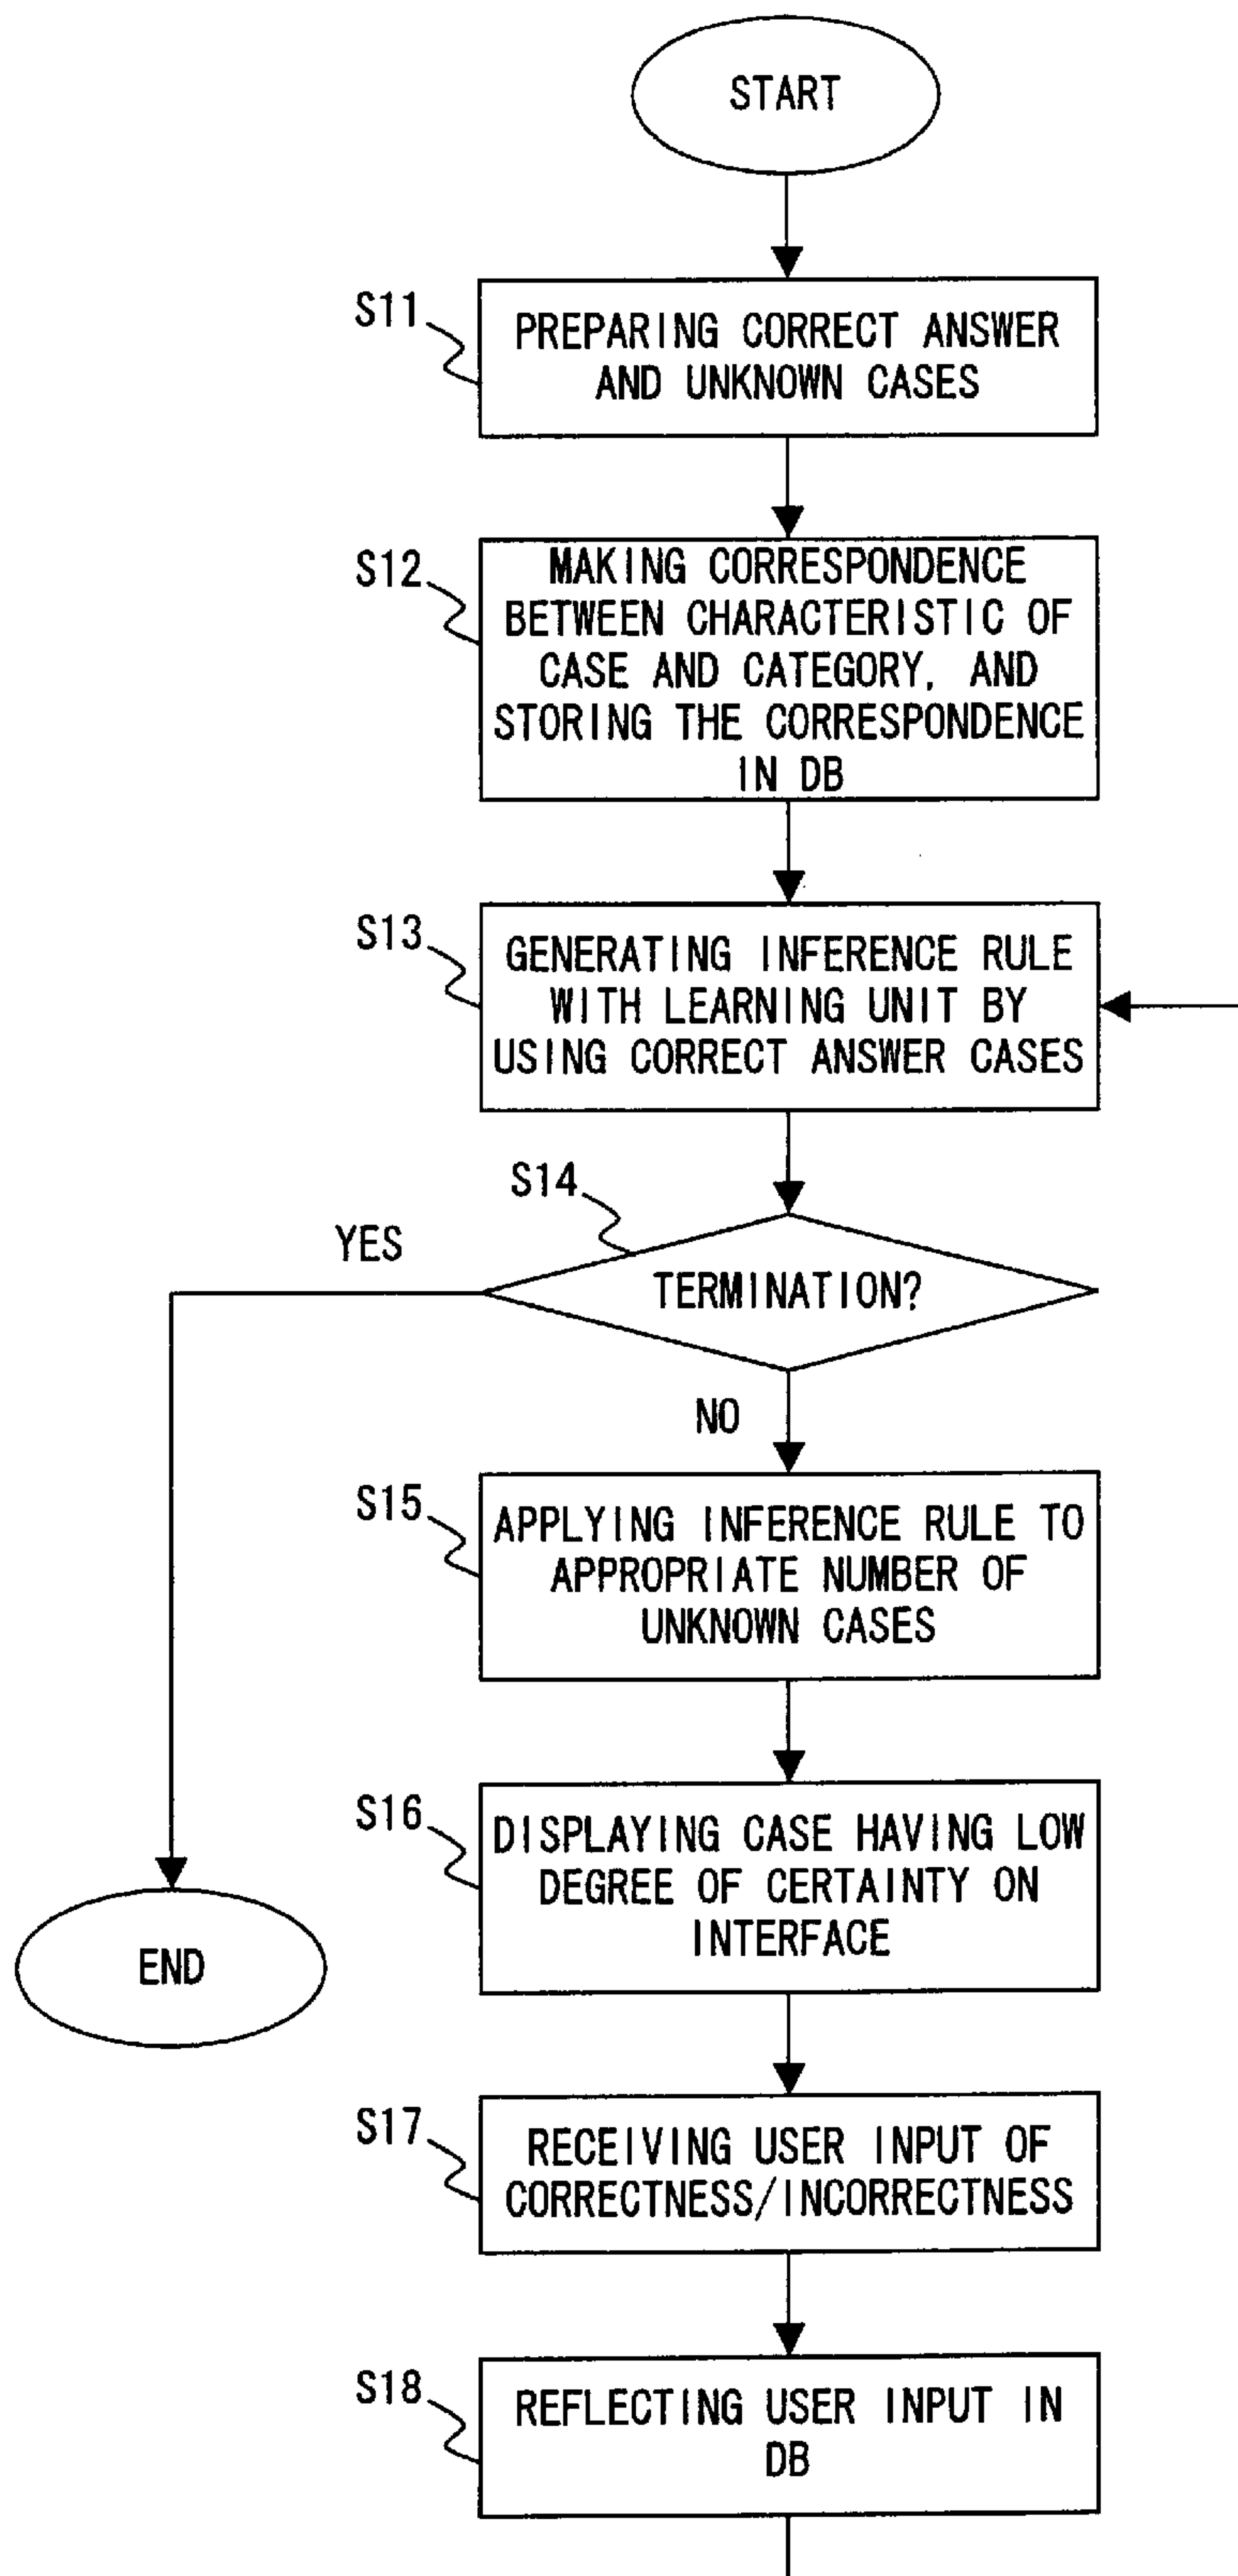 START
S11
PREPARING CORRECT ANSWER
AND UNKNOWN CASES
S12
MAKING CORRESPONDENCE
BETWEEN CHARACTERISTIC OF
CASE AND CATEGORY, AND
STORING THE CORRESPONDENCE
IN DB
S13
GENERATING INFERENCE RULE
WITH LEARNING UNIT BY
USING CORRECT ANSWER CASES
S14
YES
TERMINATION?
NO
S15
APPLYING INFERENCE RULE TO
APPROPRIATE NUMBER OF
UNKNOWN CASES
S16
DISPLAYING CASE HAVING LOW
DEGREE OF CERTAINTY ON
INTERFACE
END
S17
RECEIVING USER INPUT OF
CORRECTNESS/INCORRECTNESS
S18
REFLECTING USER INPUT IN
DB